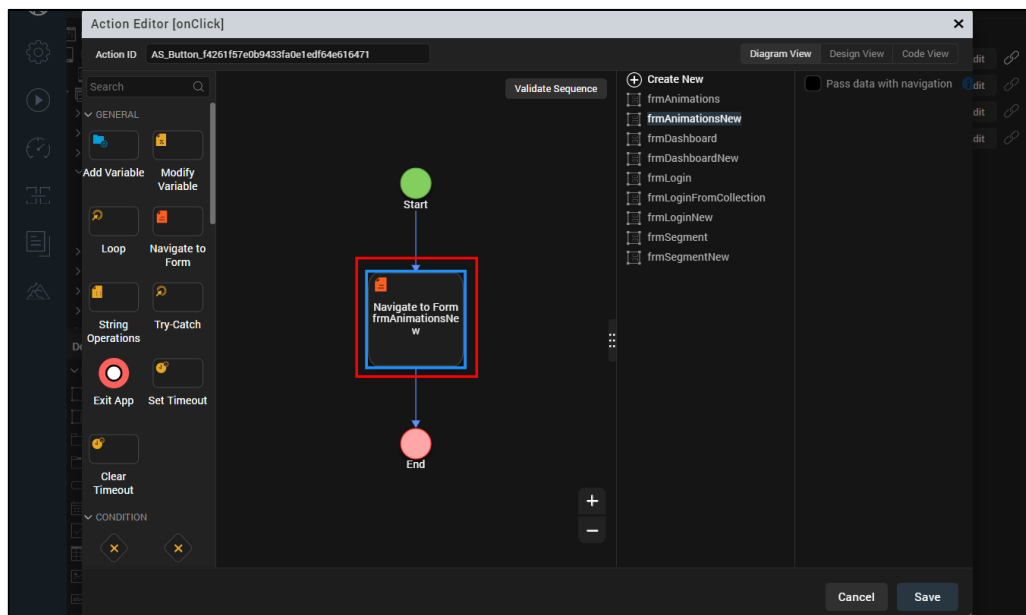 Action Editor [onClick]
Action ID AS_Button_f4261f57e0b9433fa0e1edf64e616471
Diagram View Design View Code View
Search
GENERAL
Add Variable
Modify
Variable
Loop
Navigate to
Form
String
Operations
Try-Catch
Exit App
Set Timeout
Clear
Timeout
CONDITION
Validate Sequence
Start
Navigate to Form
frmAnimationsNe
w
End
+
−
Create New
frmAnimations
frmAnimationsNew
frmDashboard
frmDashboardNew
frmLogin
frmLoginFromCollection
frmLoginNew
frmSegment
frmSegmentNew
Pass data with navigation
dit
dit
dit
dit
Cancel Save